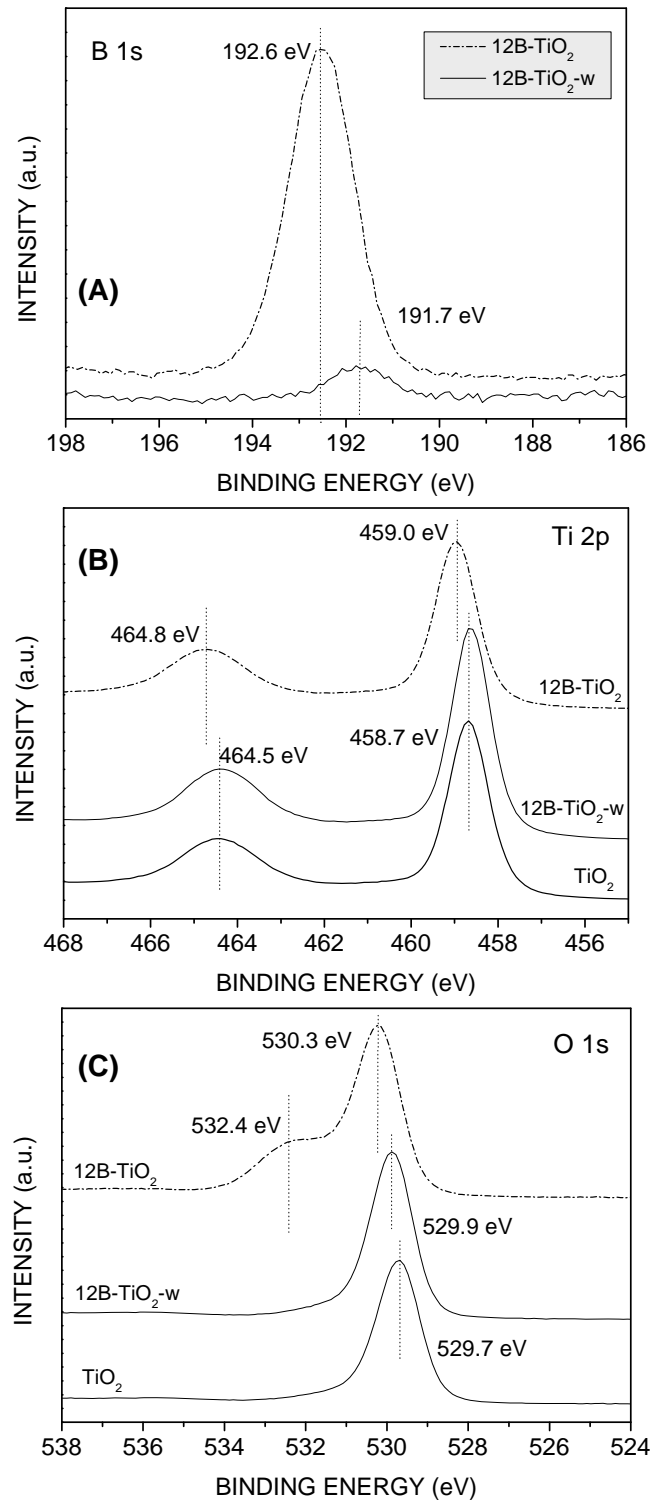 B 1s
192.6 eV
12B-TiO2
12B-TiO2-w
(A)
191.7 eV
INTENSITY (a.u.)
198 196 194 192 190 188 186
BINDING ENERGY (eV)
(B)
459.0 eV
Ti 2p
464.8 eV
12B-TiO2
464.5 eV
458.7 eV
12B-TiO2-w
TiO2
INTENSITY (a.u.)
468 466 464 462 460 458 456
BINDING ENERGY (eV)
(C)
530.3 eV
O 1s
532.4 eV
12B-TiO2
529.9 eV
12B-TiO2-w
529.7 eV
TiO2
INTENSITY (a.u.)
538 536 534 532 530 528 526 524
BINDING ENERGY (eV)